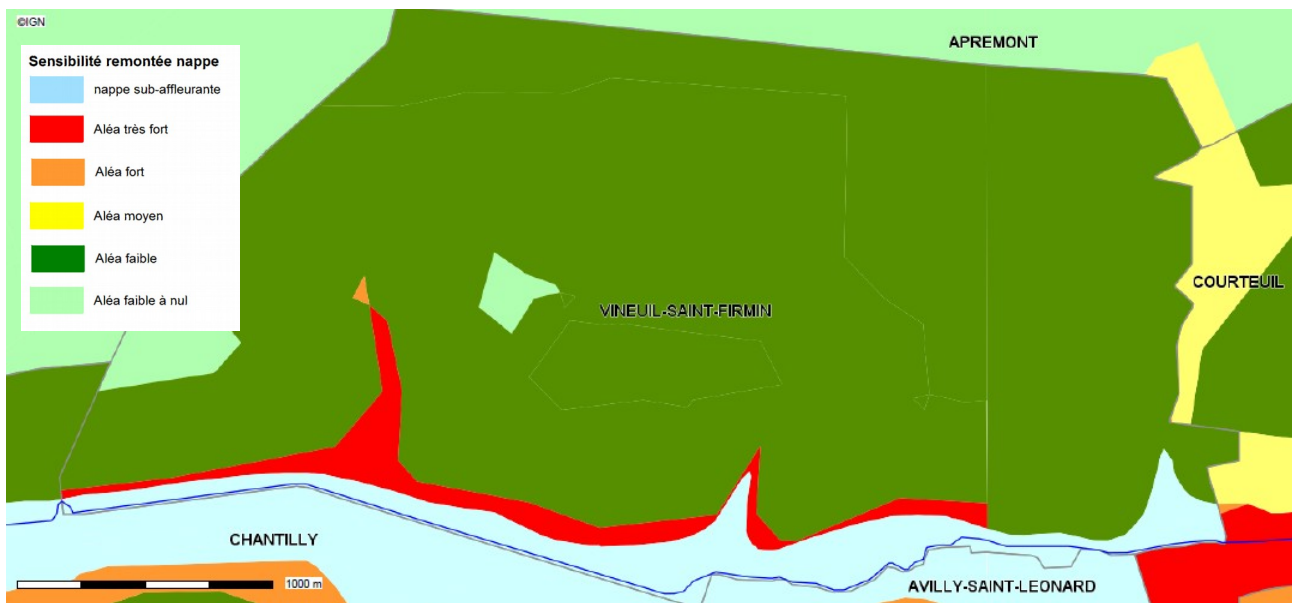 ©IGN
Sensibilité remontée nappe
nappe sub-affleurante
Aléa très fort
Aléa fort
Aléa moyen
Aléa faible
Aléa faible à nul
APREMONT
COURTEUIL
VINEUIL-SAINT-FIRMIN
CHANTILLY
1000 m
AVILLY-SAINT-LEONARD